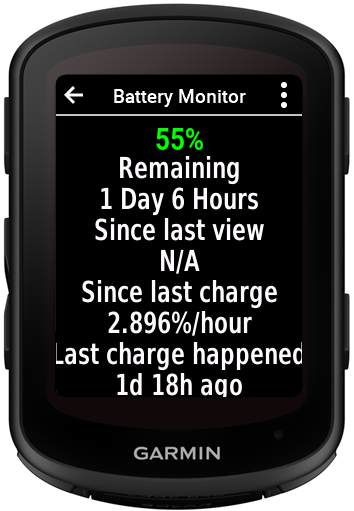 Battery Monitor
55%
Remaining
1 Day 6 Hours
Since last view
N/A
Since last charge
2.896%/hour
Last charge happened
1d 18h ago
GARMIN